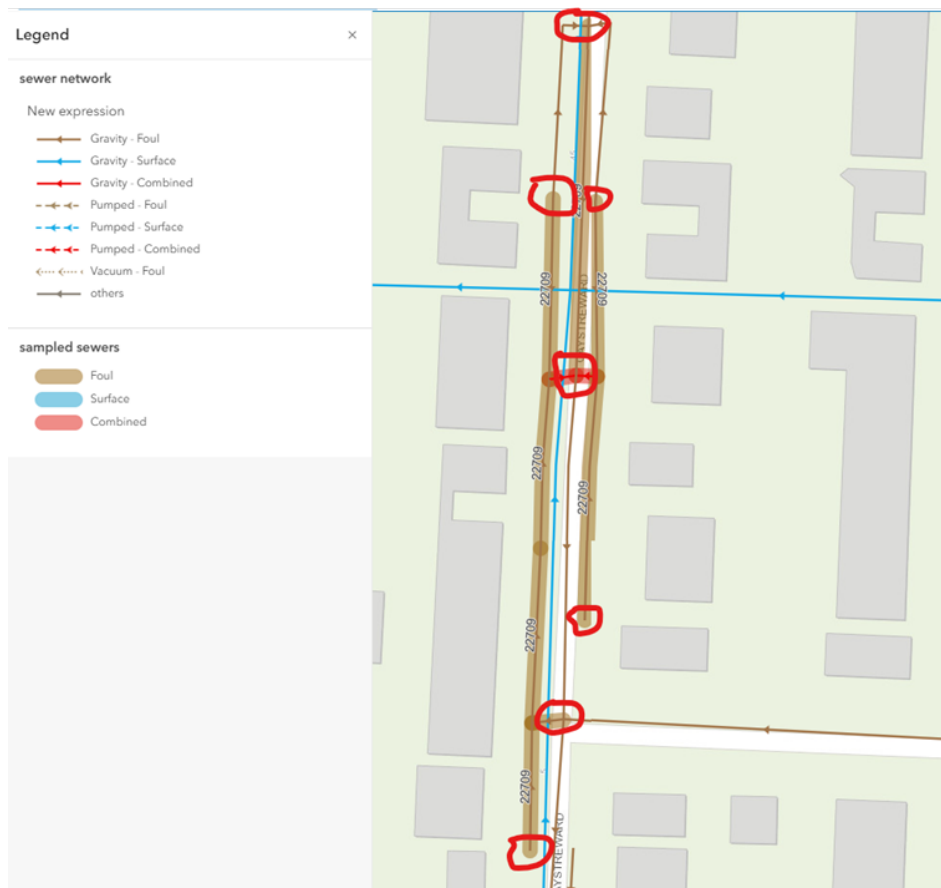 Legend ×
sewer network
New expression
Gravity - Foul
Gravity - Surface
Gravity - Combined
Pumped - Foul
Pumped - Surface
Pumped - Combined
Vacuum - Foul
others
sampled sewers
Foul
Surface
Combined
22709
22709
22709
22709
22709
22709
22709